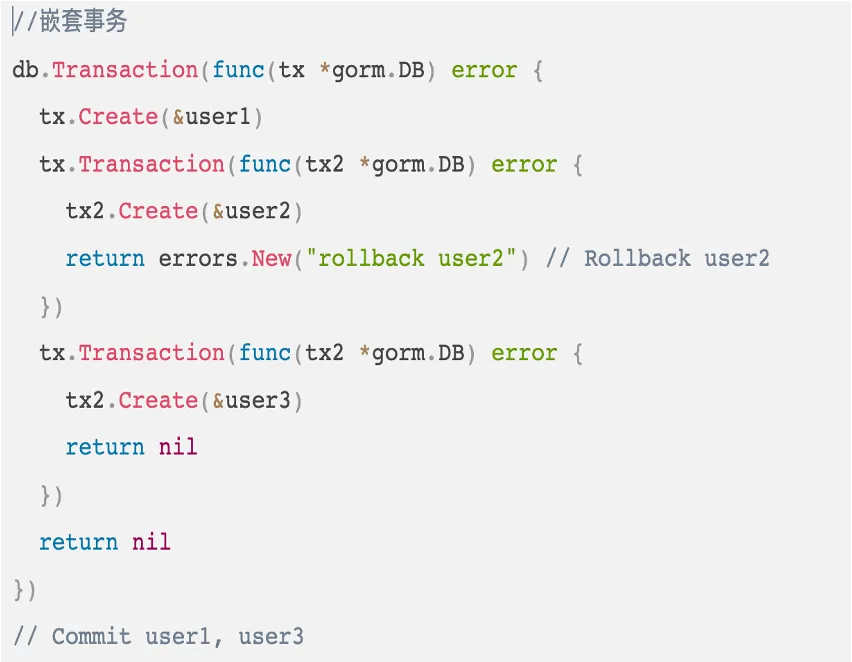 //嵌套事务
db.Transaction(func(tx *gorm.DB) error {
  tx.Create(&user1)
  tx.Transaction(func(tx2 *gorm.DB) error {
    tx2.Create(&user2)
    return errors.New("rollback user2") // Rollback user2
  })
  tx.Transaction(func(tx2 *gorm.DB) error {
    tx2.Create(&user3)
    return nil
  })
  return nil
})
// Commit user1, user3